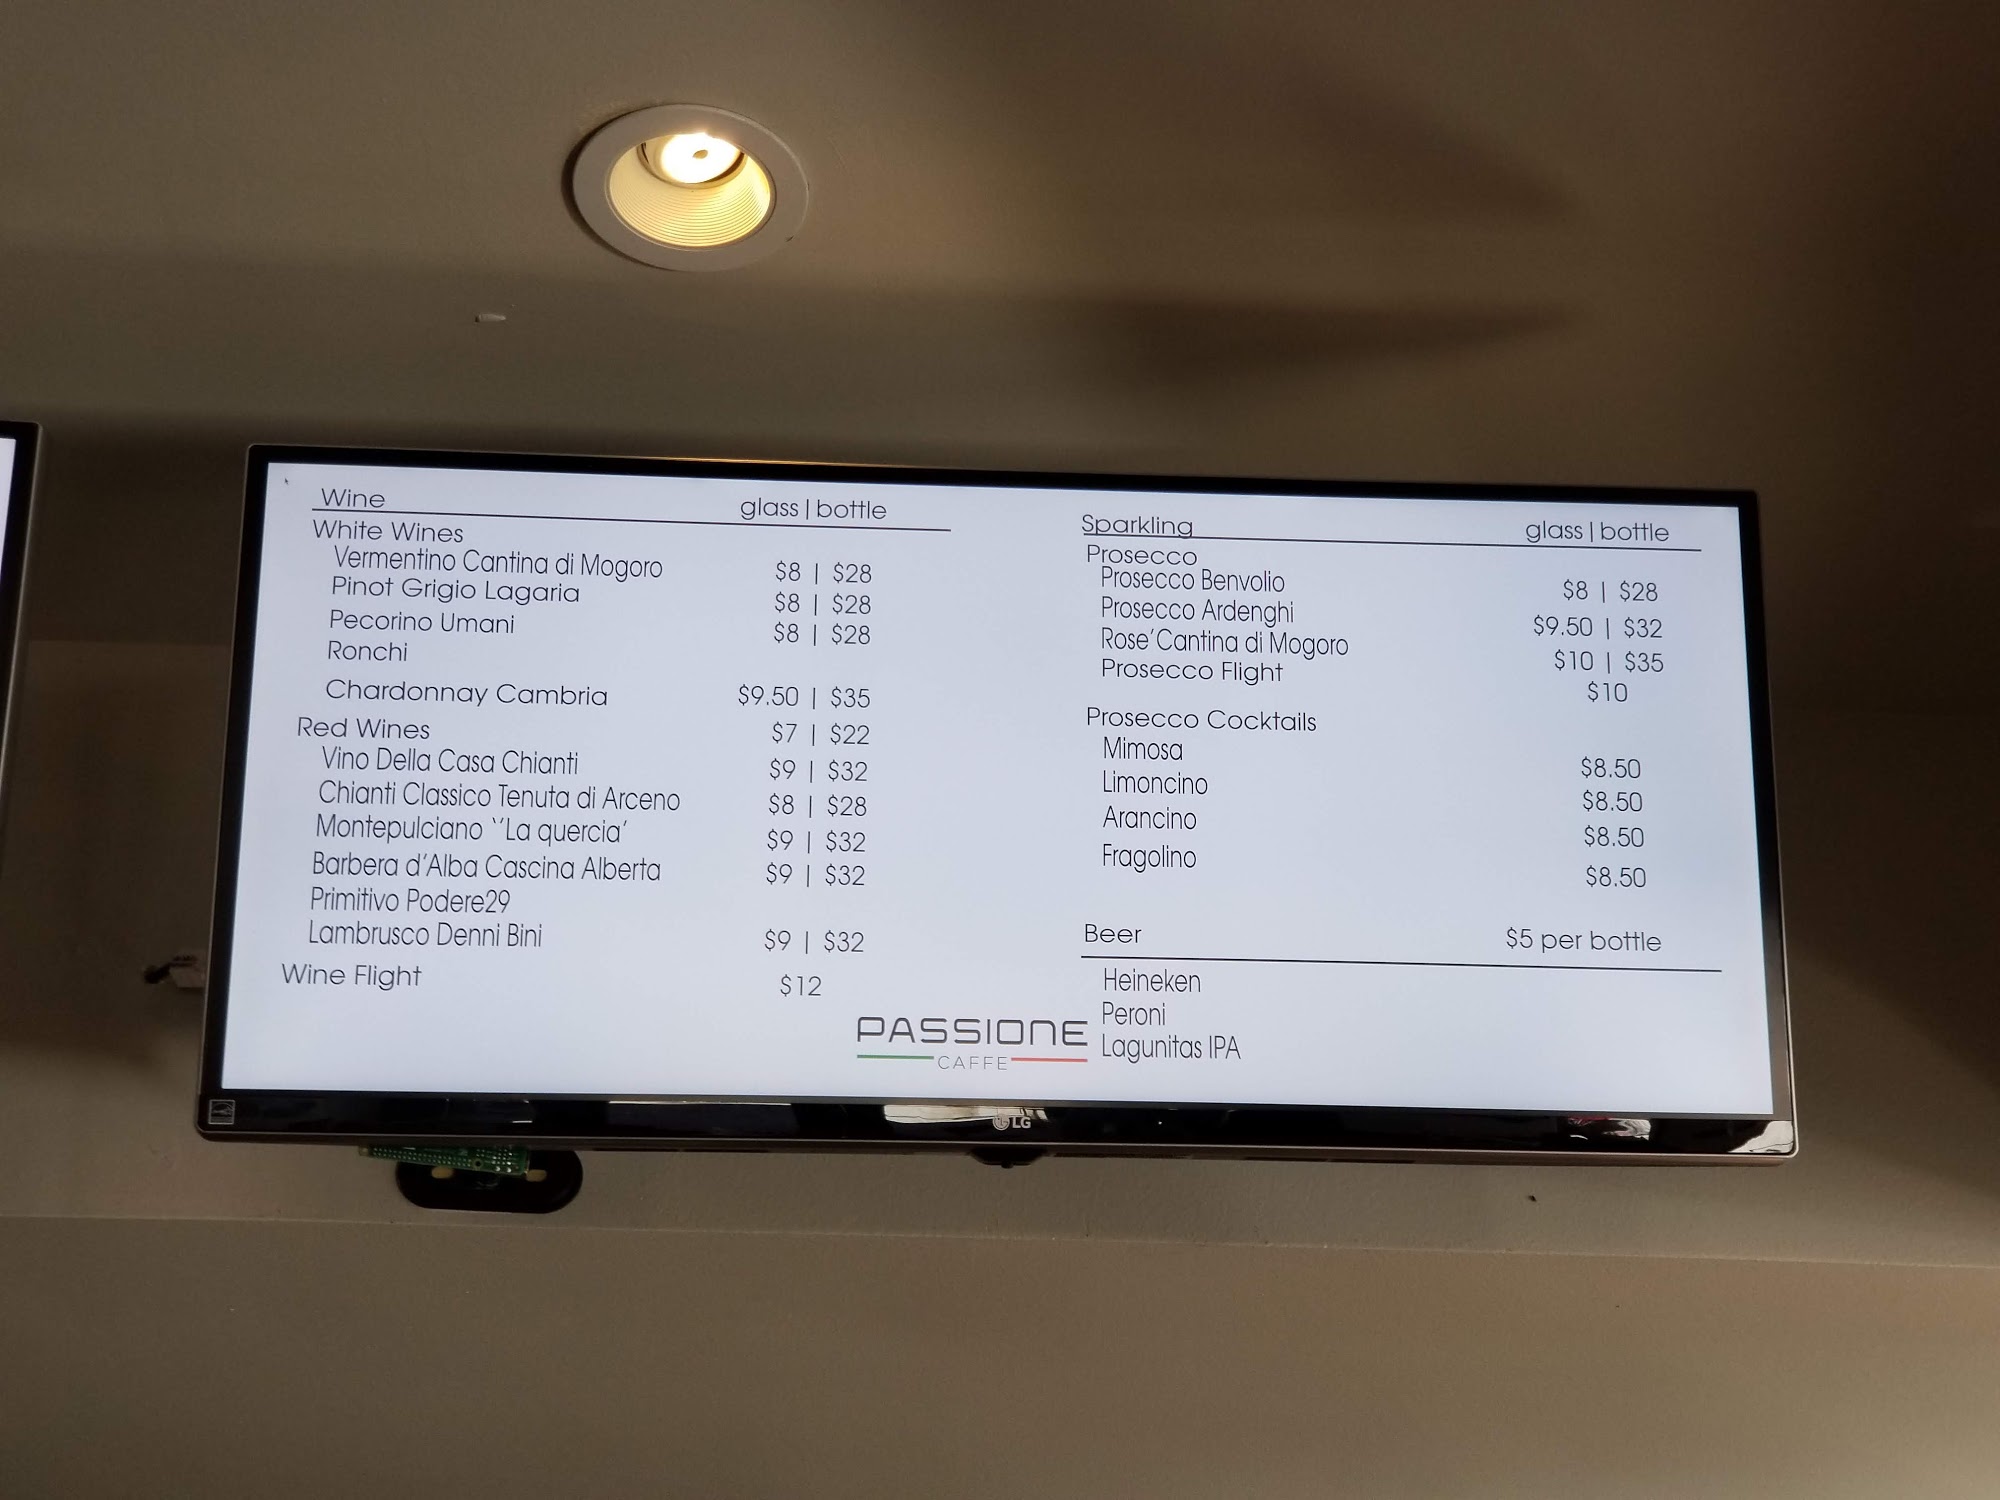 Wine glass | bottle
White Wines
Vermentino Cantina di Mogoro $8 | $28
Pinot Grigio Lagaria $8 | $28
Pecorino Umani $8 | $28
Ronchi
Chardonnay Cambria $9.50 | $35
Red Wines $7 | $22
Vino Della Casa Chianti $9 | $32
Chianti Classico Tenuta di Arceno $8 | $28
Montepulciano ‘’La quercia’ $9 | $32
Barbera d’Alba Cascina Alberta $9 | $32
Primitivo Podere29
Lambrusco Denni Bini $9 | $32
Wine Flight $12
Sparkling glass | bottle
Prosecco
Prosecco Benvolio $8 | $28
Prosecco Ardenghi $9.50 | $32
Rose’Cantina di Mogoro $10 | $35
Prosecco Flight $10
Prosecco Cocktails
Mimosa $8.50
Limoncino $8.50
Arancino $8.50
Fragolino $8.50
Beer $5 per bottle
Heineken
Peroni
Lagunitas IPA
PASSIONE
CAFFE
LG